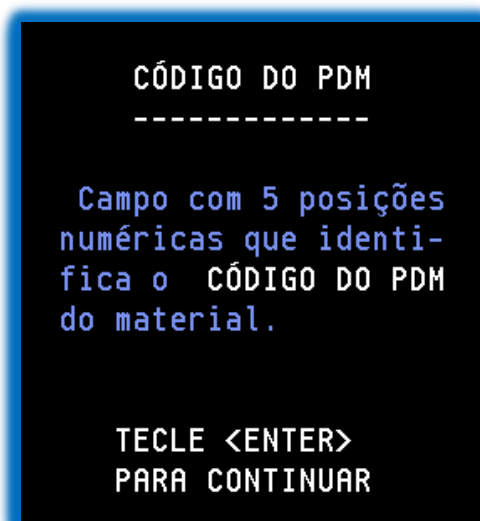 CÓDIGO DO PDM
-------------
Campo com 5 posições
numéricas que identi-
fica o CÓDIGO DO PDM
do material.
TECLE <ENTER>
PARA CONTINUAR